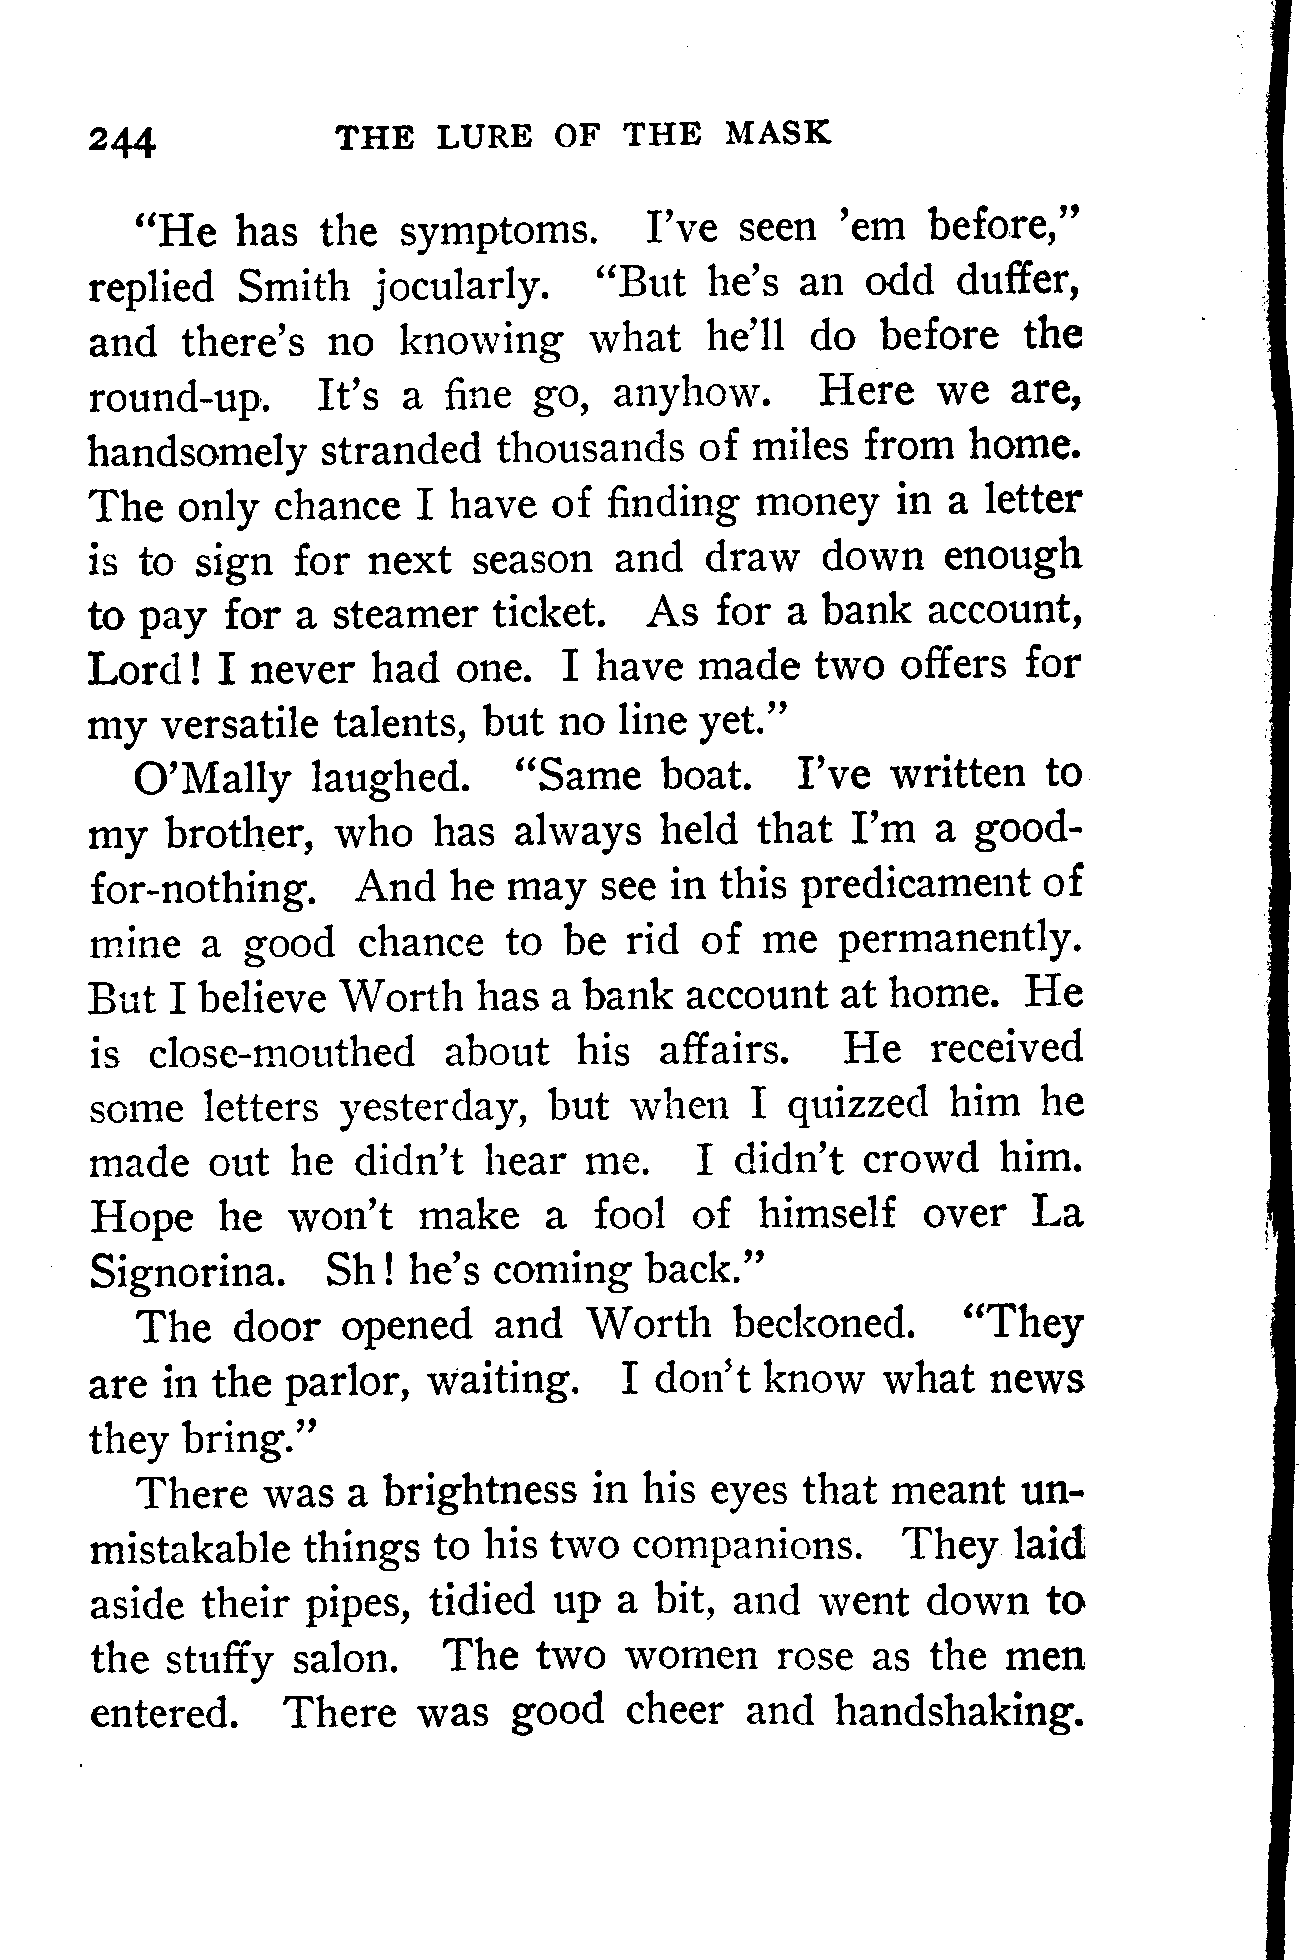 244 THE LURE OF THE MASK
“He has the symptoms. I’ve seen ’em before,”
replied Smith jocularly. “But he’s an odd duffer,
and there’s no knowing what he’ll do before the
round-up. It’s a fine go, anyhow. Here we are,
handsomely stranded thousands of miles from home.
The only chance I have of finding money in a letter
is to sign for next season and draw down enough
to pay for a steamer ticket. As for a bank account,
Lord! I never had one. I have made two offers for
my versatile talents, but no line yet.”
O’Mally laughed. “Same boat. I’ve written to
my brother, who has always held that I’m a good-
for-nothing. And he may see in this predicament of
mine a good chance to be rid of me permanently.
But I believe Worth has a bank account at home. He
is close-mouthed about his affairs. He received
some letters yesterday, but when I quizzed him he
made out he didn’t hear me. I didn’t crowd him.
Hope he won’t make a fool of himself over La
Signorina. Sh! he’s coming back.”
The door opened and Worth beckoned. “They
are in the parlor, waiting. I don’t know what news
they bring.”
There was a brightness in his eyes that meant un-
mistakable things to his two companions. They laid
aside their pipes, tidied up a bit, and went down to
the stuffy salon. The two women rose as the men
entered. There was good cheer and handshaking.